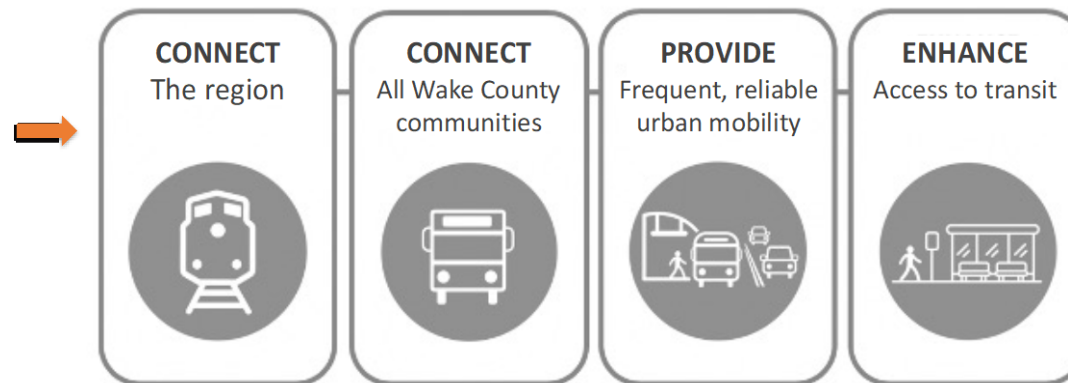 CONNECT
The region
CONNECT
All Wake County
communities
PROVIDE
Frequent, reliable
urban mobility
ENHANCE
Access to transit